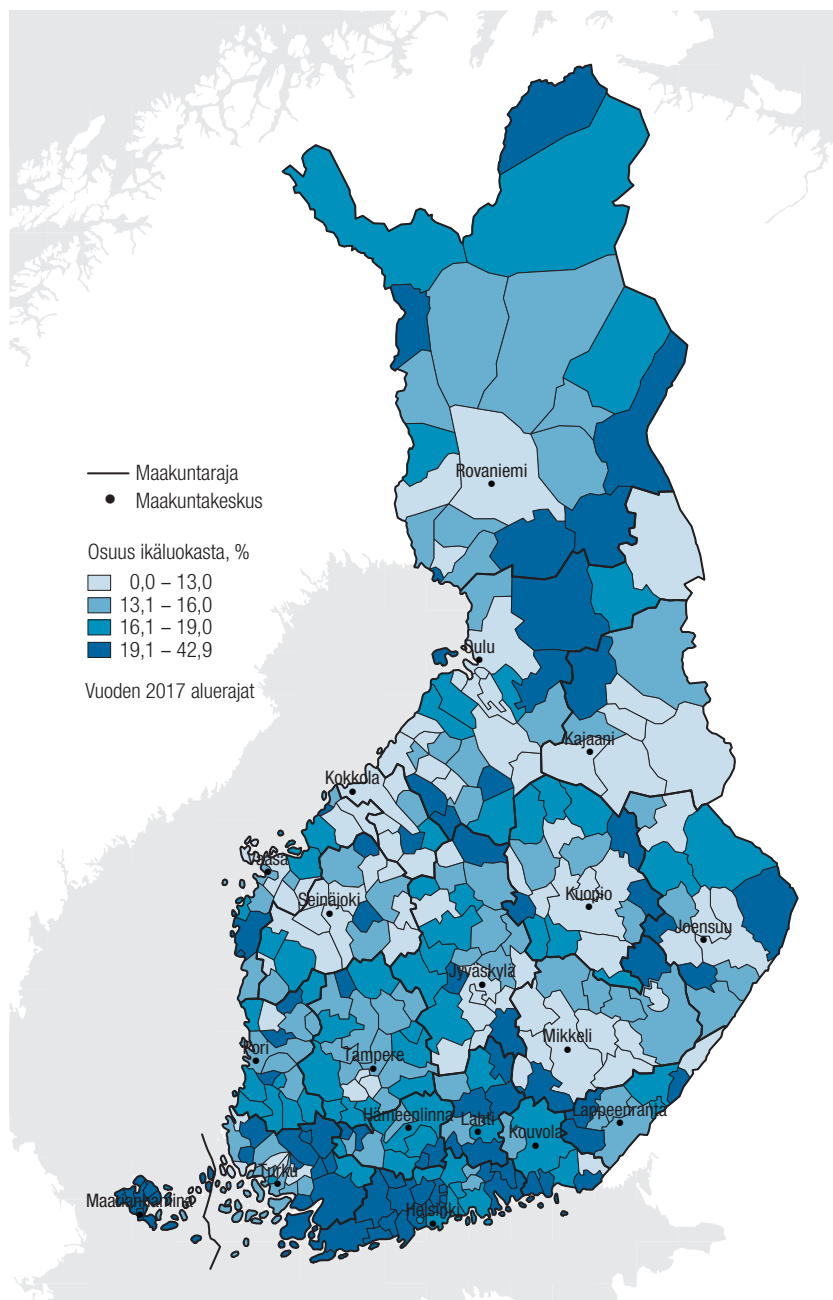 Rovaniemi
Maakuntaraja
Maakuntakeskus
Osuus ikäluokasta, %
0,0 – 13,0
13,1 – 16,0
16,1 – 19,0
19,1 – 42,9
Oulu
Vuoden 2017 aluerajat
Kajaani
Kokkola
Vaasa
Kuopio
Seinäjoki
Joensuu
Jyväskylä
Mikkeli
Pori
Tampere
Hämeenlinna
Lahti
Lappeenranta
Kouvola
Turku
Maarianhamina
Helsinki